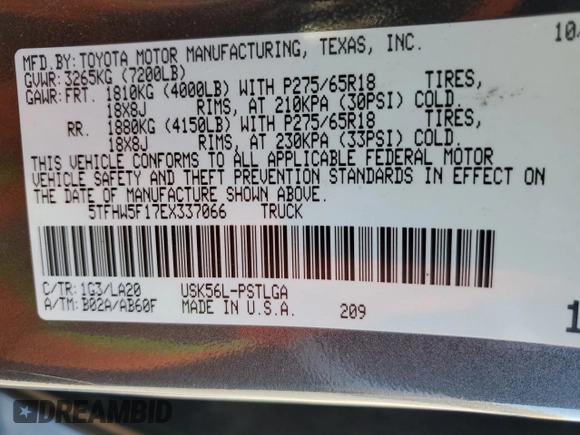 MFD.BY:TOYOTA MOTOR MANUFACTURING, TEXAS, INC. 10/
GVWR: 3265KG (7200LB)
GAWR:FRT. 1810KG (4000LB) WITH P275/65R18 TIRES,
18X8J RIMS, AT 210KPA (30PSI) COLD.
RR. 1880KG (4150LB) WITH P275/65R18 TIRES,
18X8J RIMS, AT 230KPA (33PSI) COLD.
THIS VEHICLE CONFORMS TO ALL APPLICABLE FEDERAL MOTOR
VEHICLE SAFETY AND THEFT PREVENTION STANDARDS IN EFFECT ON
THE DATE OF MANUFACTURE SHOWN ABOVE.
5TFHW5F17EX337066 TRUCK
C/TR: 1G3/LA20 USK56L-PSTLGA
A/TM: B02A/AB60F MADE IN U.S.A. 209
DREAMBID